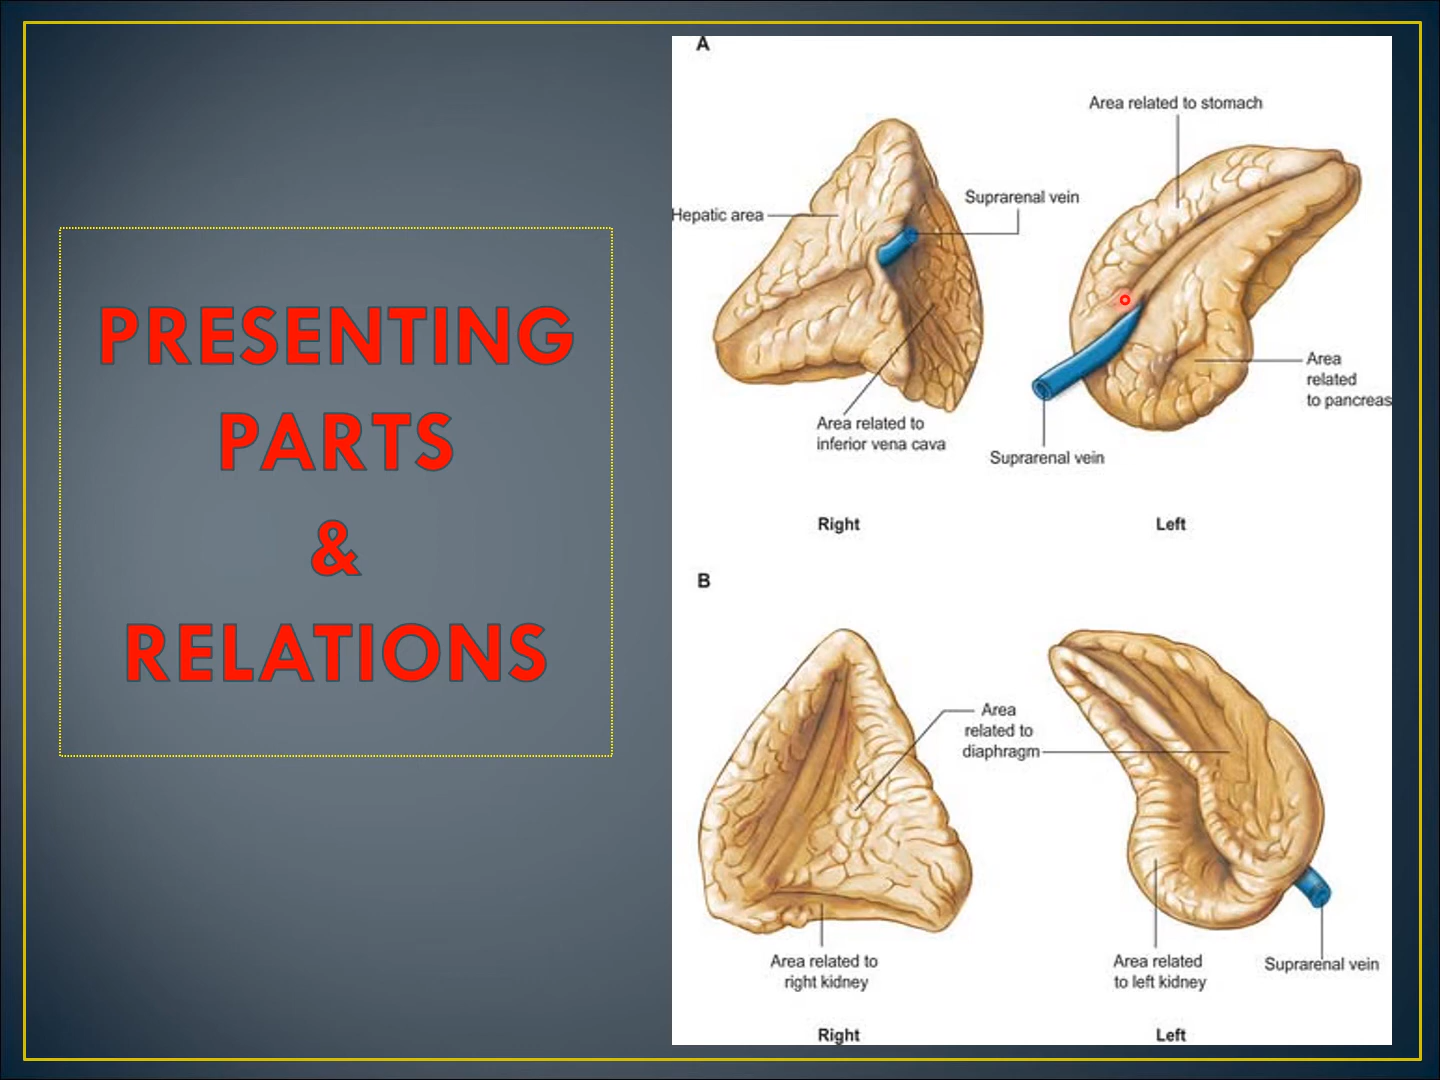 PRESENTING
PARTS
&
RELATIONS
A
Area related to stomach
Suprarenal vein
Hepatic area
Area
related
to pancreas
Area related to
inferior vena cava
Suprarenal vein
Right
Left
B
Area
related to
diaphragm
Area related to
right kidney
Area related
to left kidney
Suprarenal vein
Right
Left